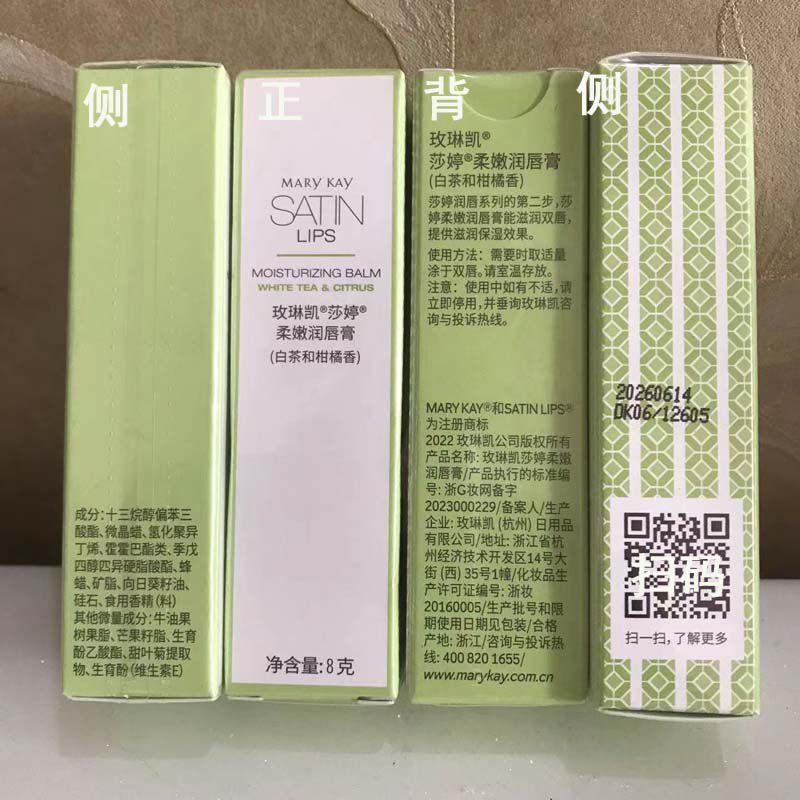 侧
成分:十三烷醇偏苯三
酸酯、微晶蜡、氢化聚异
丁烯、霍霍巴酯类、季戊
四醇四异硬脂酸酯、蜂
蜡、矿脂、向日葵籽油、
硅石、食用香精(料)
其他微量成分:牛油果
树果脂、芒果籽脂、生育
酚乙酸酯、甜叶菊提取
物、生育酚(维生素E)
正
MARY KAY
SATIN
LIPS
MOISTURIZING BALM
WHITE TEA & CITRUS
玫琳凯®莎婷®
柔嫩润唇膏
(白茶和柑橘香)
净含量:8克
背
玫琳凯®
莎婷®柔嫩润唇膏
(白茶和柑橘香)
莎婷润唇系列的第二步,莎
婷柔嫩润唇膏能滋润双唇,
提供滋润保湿效果。
使用方法: 需要时取适量
涂于双唇。请室温存放。
注意: 使用中如有不适,请
立即停用,并垂询玫琳凯咨
询与投诉热线。
MARY KAY®和SATIN LIPS®
为注册商标
2022 玫琳凯公司版权所有
产品名称: 玫琳凯莎婷柔嫩
润唇膏/产品执行的标准编
号: 浙G妆网备字
2023000229/备案人/生产
企业: 玫琳凯 (杭州) 日用品
有限公司/地址: 浙江省杭
州经济技术开发区14号大
街 (西) 35号1幢/化妆品生
产许可证编号: 浙妆
20160005/生产批号和限
期使用日期见包装/合格
产地: 浙江/咨询与投诉热
线: 400 820 1655/
www.marykay.com.cn
侧
20260614
DK06/12605
扫码
扫一扫,了解更多